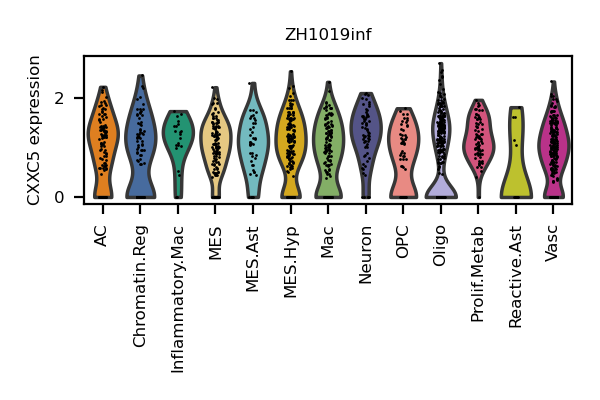 ZH1019inf
CXXC5 expression
2
0
AC
Chromatin.Reg
Inflammatory.Mac
MES
MES.Ast
MES.Hyp
Mac
Neuron
OPC
Oligo
Prolif.Metab
Reactive.Ast
Vasc